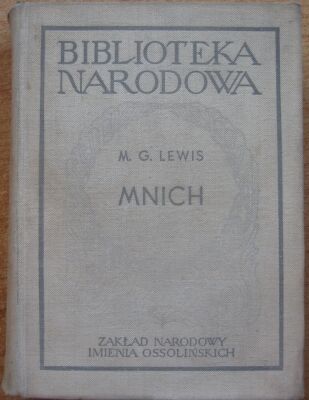 BIBLIOTEKA
NARODOWA
M. G. LEWIS
MNICH
ZAKŁAD NARODOWY
IMIENIA OSSOLIŃSKICH